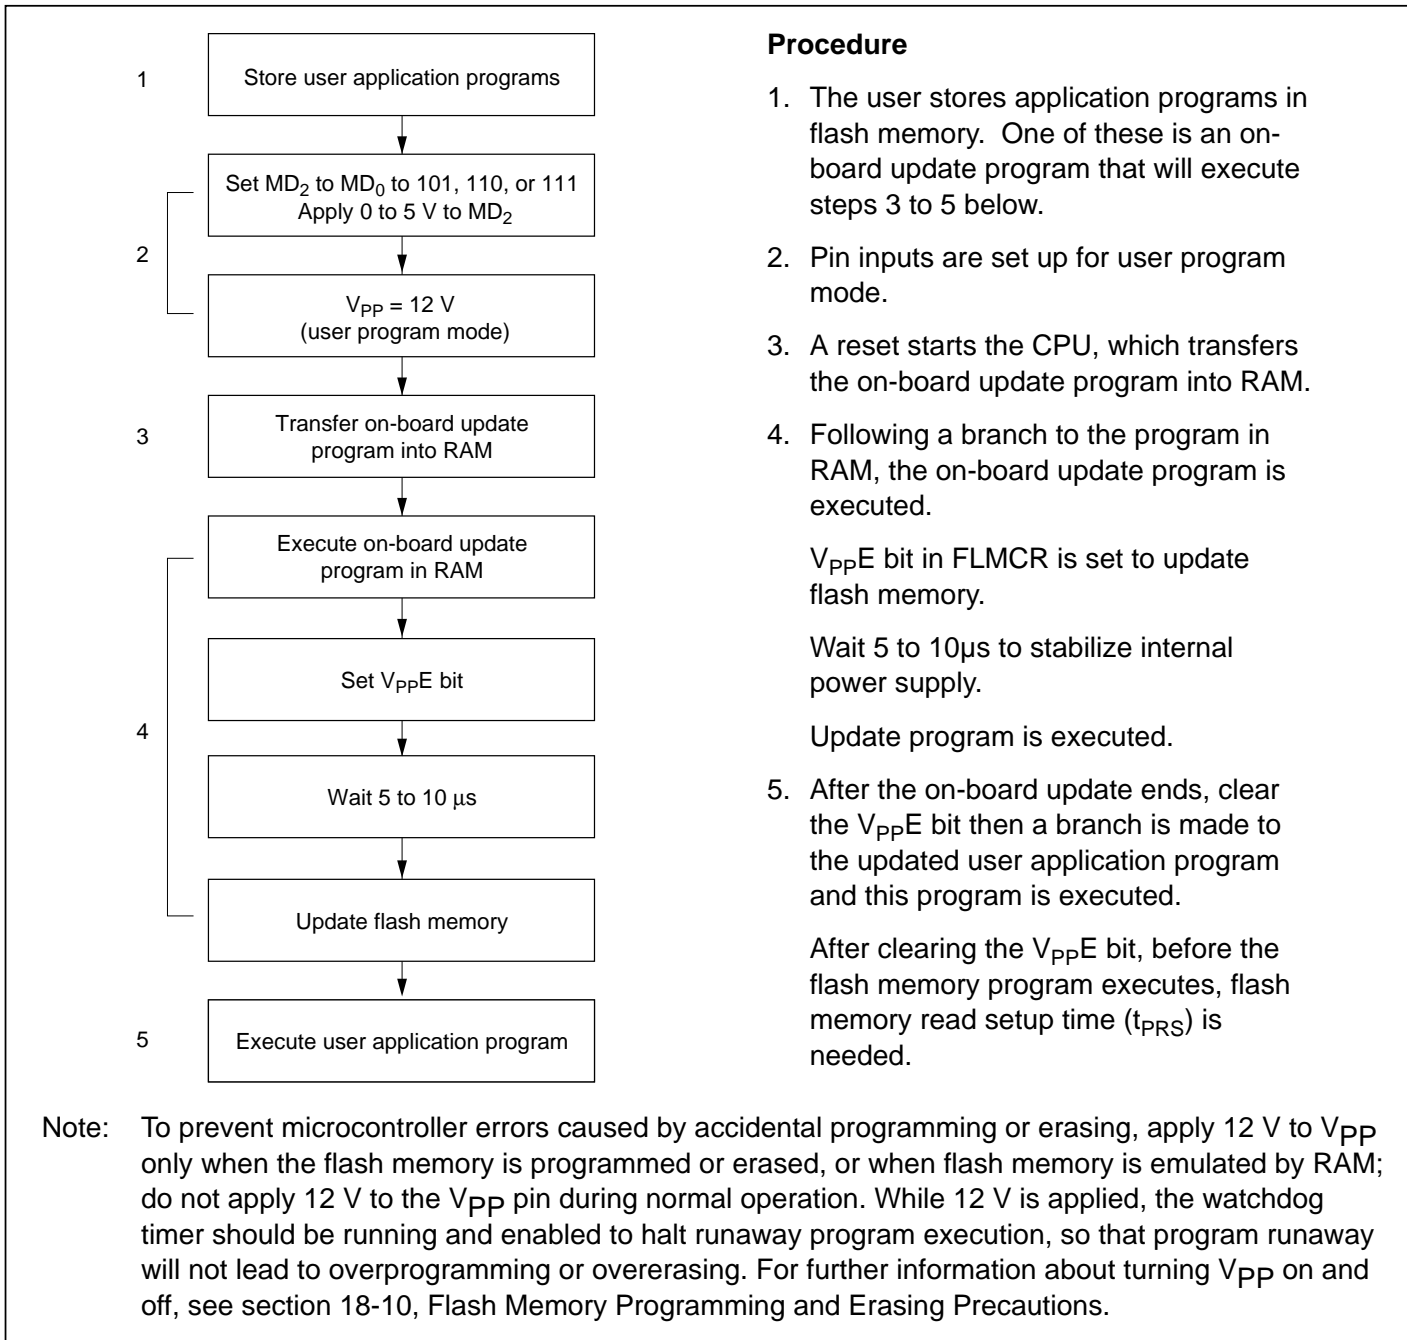 1
Store user application programs
2
Set MD2 to MD0 to 101, 110, or 111
Apply 0 to 5 V to MD2
VPP = 12 V
(user program mode)
3
Transfer on-board update
program into RAM
4
Execute on-board update
program in RAM
Set VPPE bit
Wait 5 to 10 μs
Update flash memory
5
Execute user application program
Procedure
1. The user stores application programs in
flash memory. One of these is an on-
board update program that will execute
steps 3 to 5 below.
2. Pin inputs are set up for user program
mode.
3. A reset starts the CPU, which transfers
the on-board update program into RAM.
4. Following a branch to the program in
RAM, the on-board update program is
executed.
VPPE bit in FLMCR is set to update
flash memory.
Wait 5 to 10μs to stabilize internal
power supply.
Update program is executed.
5. After the on-board update ends, clear
the VPPE bit then a branch is made to
the updated user application program
and this program is executed.
After clearing the VPPE bit, before the
flash memory program executes, flash
memory read setup time (tPRS) is
needed.
Note: To prevent microcontroller errors caused by accidental programming or erasing, apply 12 V to VPP
only when the flash memory is programmed or erased, or when flash memory is emulated by RAM;
do not apply 12 V to the VPP pin during normal operation. While 12 V is applied, the watchdog
timer should be running and enabled to halt runaway program execution, so that program runaway
will not lead to overprogramming or overerasing. For further information about turning VPP on and
off, see section 18-10, Flash Memory Programming and Erasing Precautions.